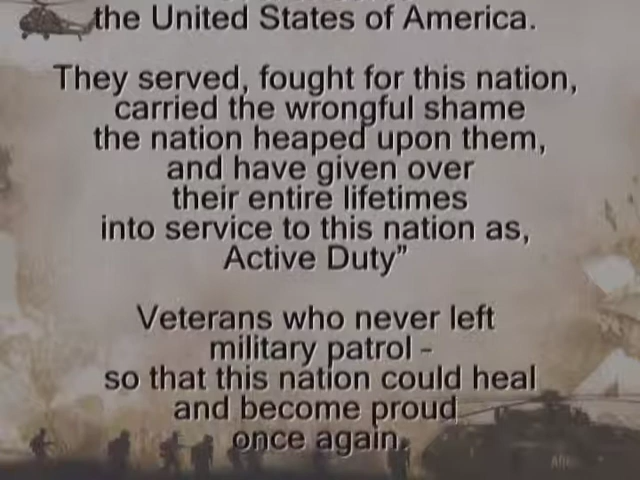 the United States of America.
They served, fought for this nation,
carried the wrongful shame
the nation heaped upon them,
and have given over
their entire lifetimes
into service to this nation as,
Active Duty”
Veterans who never left
military patrol -
so that this nation could heal
and become proud
once again.